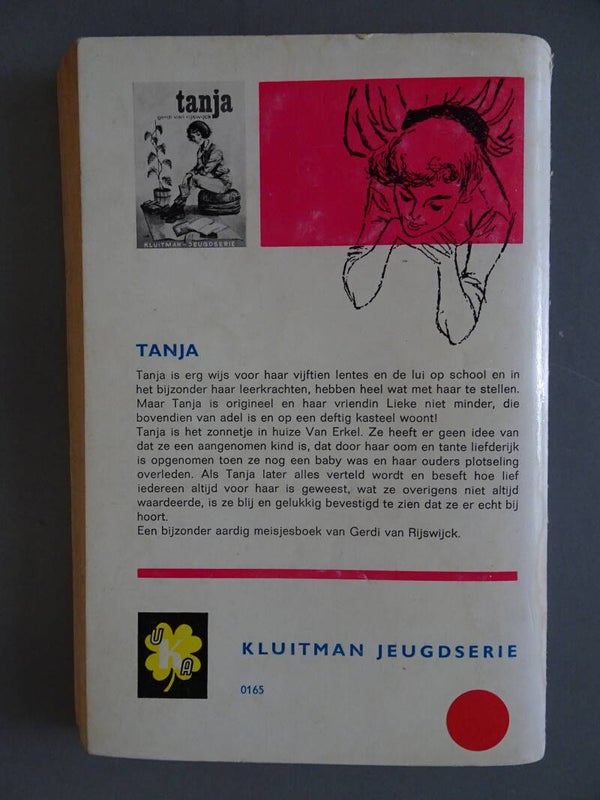 tanja
gerdi van rijswijck
KLUITMAN-JEUGDSERIE
TANJA
Tanja is erg wijs voor haar vijftien lentes en de lui op school en in
het bijzonder haar leerkrachten, hebben heel wat met haar te stellen.
Maar Tanja is origineel en haar vriendin Lieke niet minder, die
bovendien van adel is en op een deftig kasteel woont!
Tanja is het zonnetje in huize Van Erkel. Ze heeft er geen idee van
dat ze een aangenomen kind is, dat door haar oom en tante liefderijk
is opgenomen toen ze nog een baby was en haar ouders plotseling
overleden. Als Tanja later alles verteld wordt en beseft hoe lief
iedereen altijd voor haar is geweest, wat ze overigens niet altijd
waardeerde, is ze blij en gelukkig bevestigd te zien dat ze er echt bij
hoort.
Een bijzonder aardig meisjesboek van Gerdi van Rijswijck.
UKA
KLUITMAN JEUGDSERIE
0165